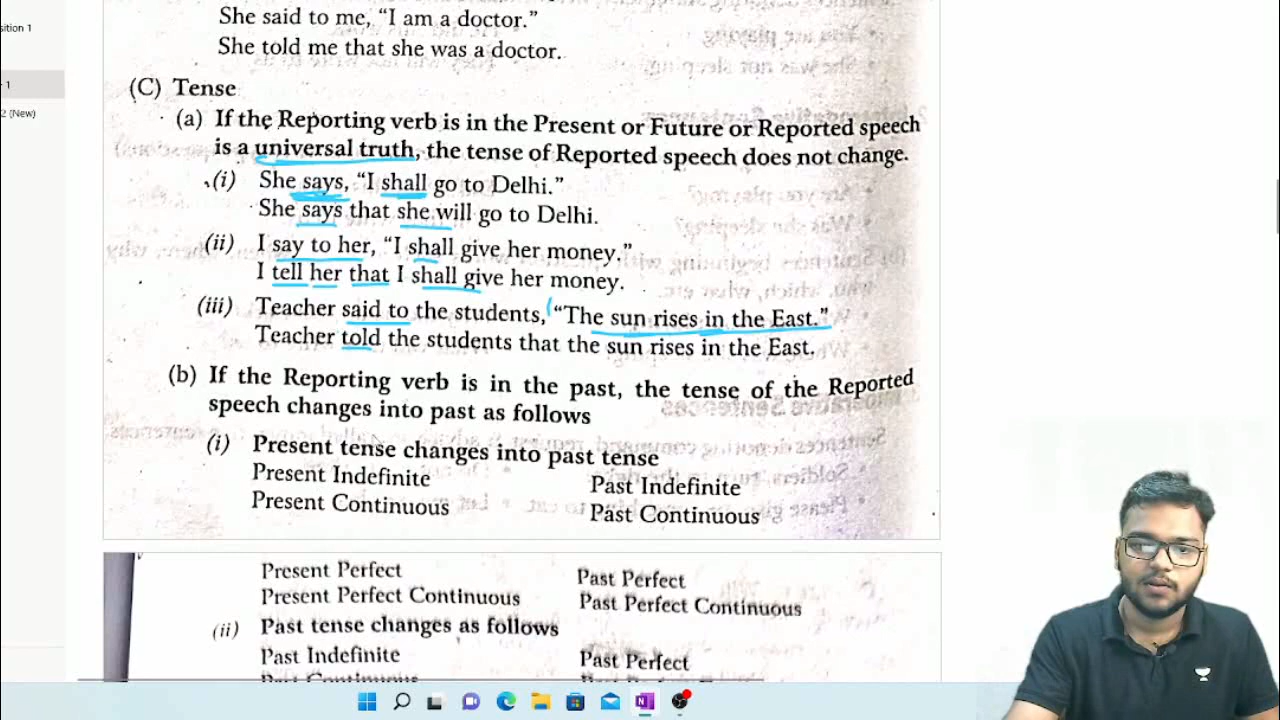 sition 1
She said to me, “I am a doctor.”
She told me that she was a doctor.
-1
2 (New)
(C) Tense
(a) If the Reporting verb is in the Present or Future or Reported speech
is a universal truth, the tense of Reported speech does not change.
(i) She says, “I shall go to Delhi.”
She says that she will go to Delhi.
(ii) I say to her, “I shall give her money.”
I tell her that I shall give her money.
(iii) Teacher said to the students, “The sun rises in the East.”
Teacher told the students that the sun rises in the East.
(b) If the Reporting verb is in the past, the tense of the Reported
speech changes into past as follows
(i) Present tense changes into past tense
Present Indefinite Past Indefinite
Present Continuous Past Continuous
Present Perfect Past Perfect
Present Perfect Continuous Past Perfect Continuous
(ii) Past tense changes as follows
Past Indefinite Past Perfect